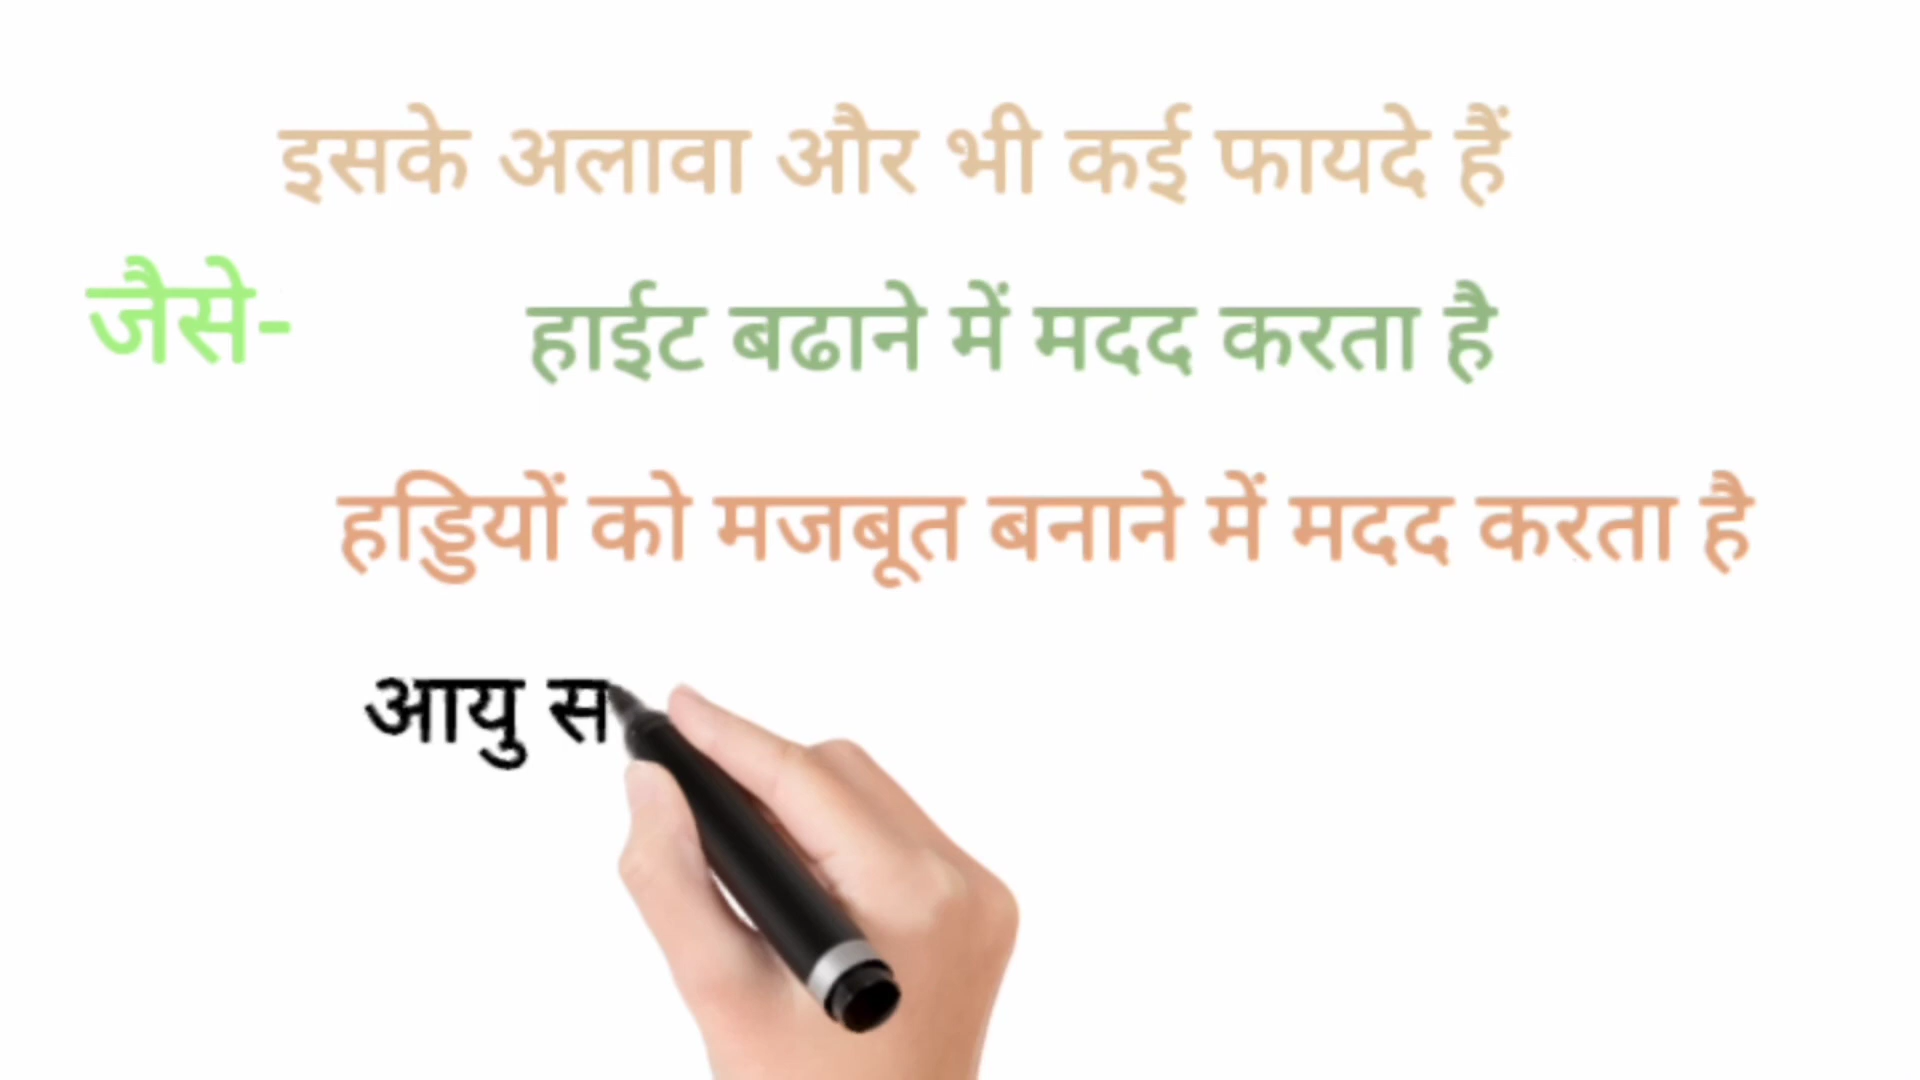 इसके अलावा और भी कई फायदे हैं
जैसे- हाईट बढाने में मदद करता है
हड्डियों को मजबूत बनाने में मदद करता है
आयु स